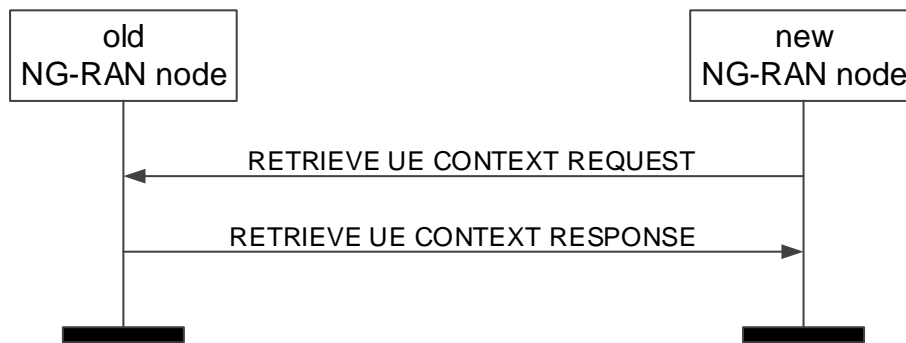 old
NG-RAN node
new
NG-RAN node
RETRIEVE UE CONTEXT REQUEST
RETRIEVE UE CONTEXT RESPONSE